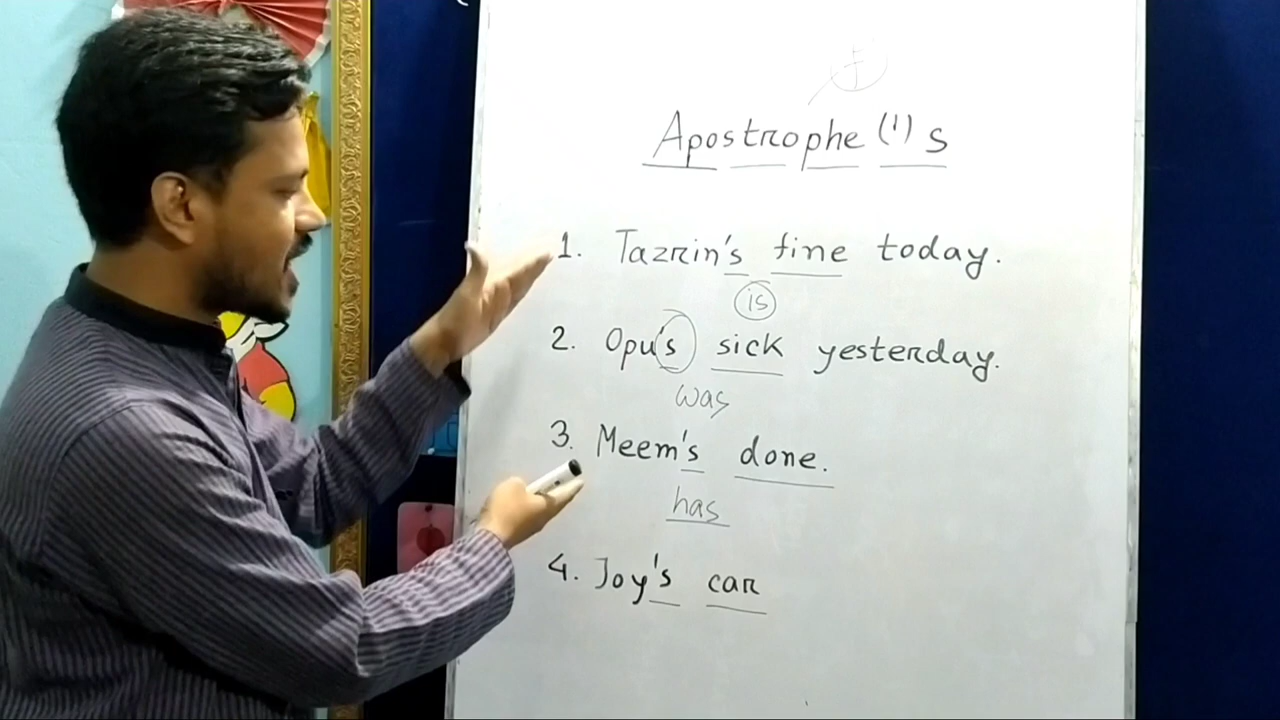 Apostrophe (') s
1. Tazrin's fine today.
is
2. Opu's sick yesterday.
was
3. Meem's done.
has
4. Joy's car